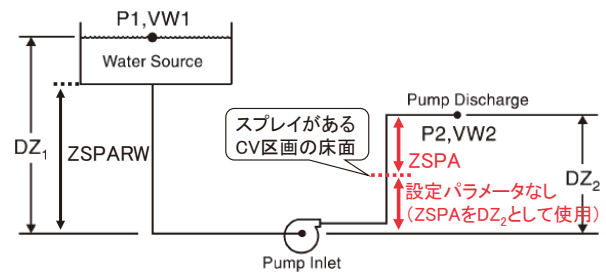 P1,VW1
Water Source
DZ₁
ZSPARW
スプレイがある
CV区画の床面
Pump Discharge
P2,VW2
ZSPA
設定パラメータなし
(ZSPAをDZ₂として使用)
DZ₂
Pump Inlet